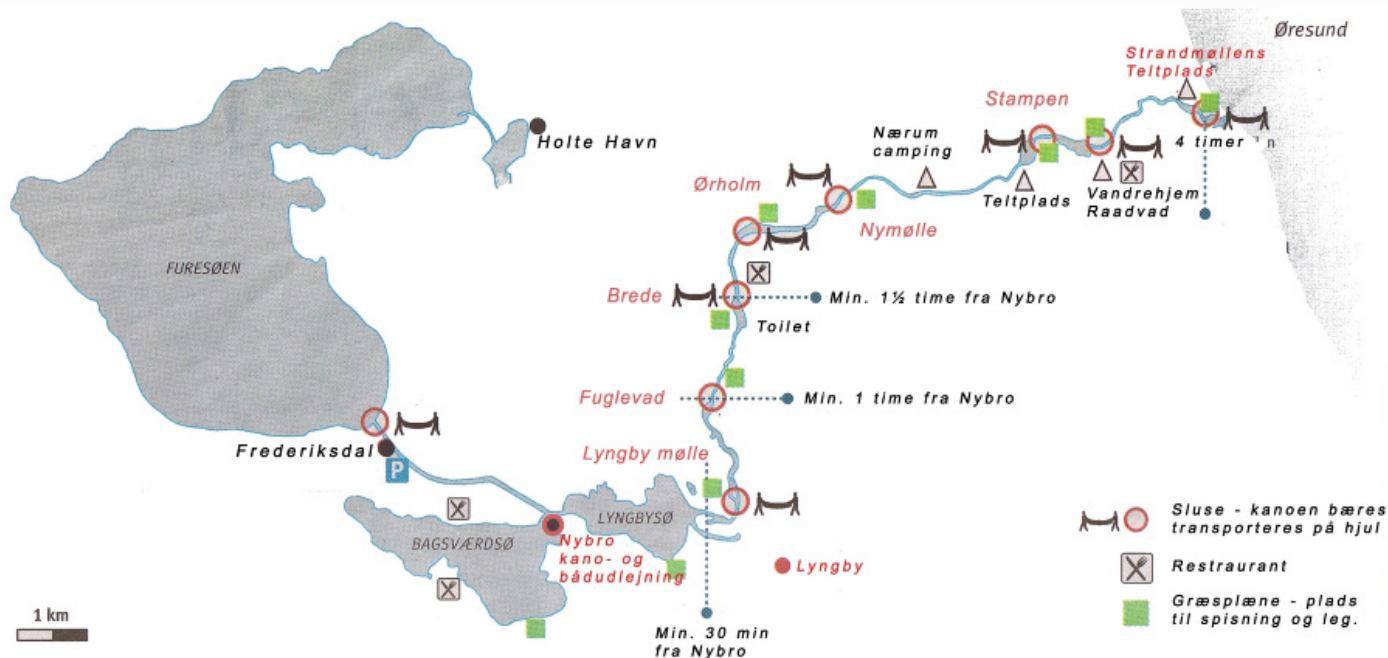 Øresund
Strandmøllens
Teltplads
Stampen
4 timer
Holte Havn
Nærum
camping
Ørholm
Teltplads
Vandrehjem
Raadvad
Nymølle
FURESØEN
Brede
Min. 1½ time fra Nybro
Toilet
Fuglevad
Min. 1 time fra Nybro
Frederiksdal
P
Lyngby mølle
LYNGBYSØ
BAGSVÆRDSØ
Nybro
kano- og
bådudlejning
Lyngby
Sluse - kanoen bæres
transporteres på hjul
Restraurant
Græsplæne - plads
til spisning og leg.
1 km
Min. 30 min
fra Nybro